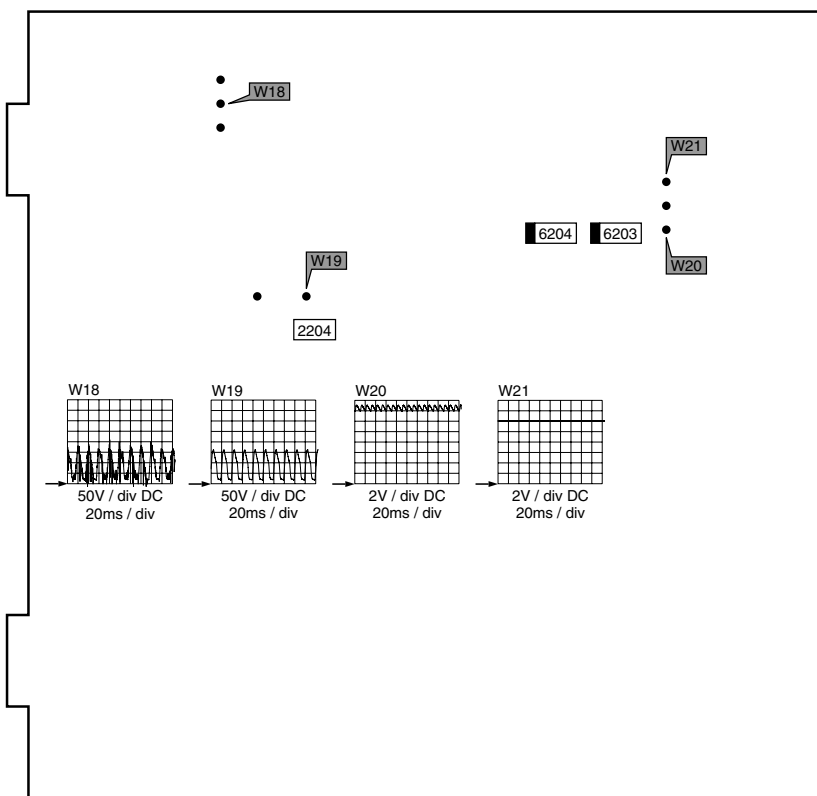 W18
W21
6204
6203
W20
W19
2204
W18
W19
W20
W21
50V / div DC
20ms / div
50V / div DC
20ms / div
2V / div DC
20ms / div
2V / div DC
20ms / div